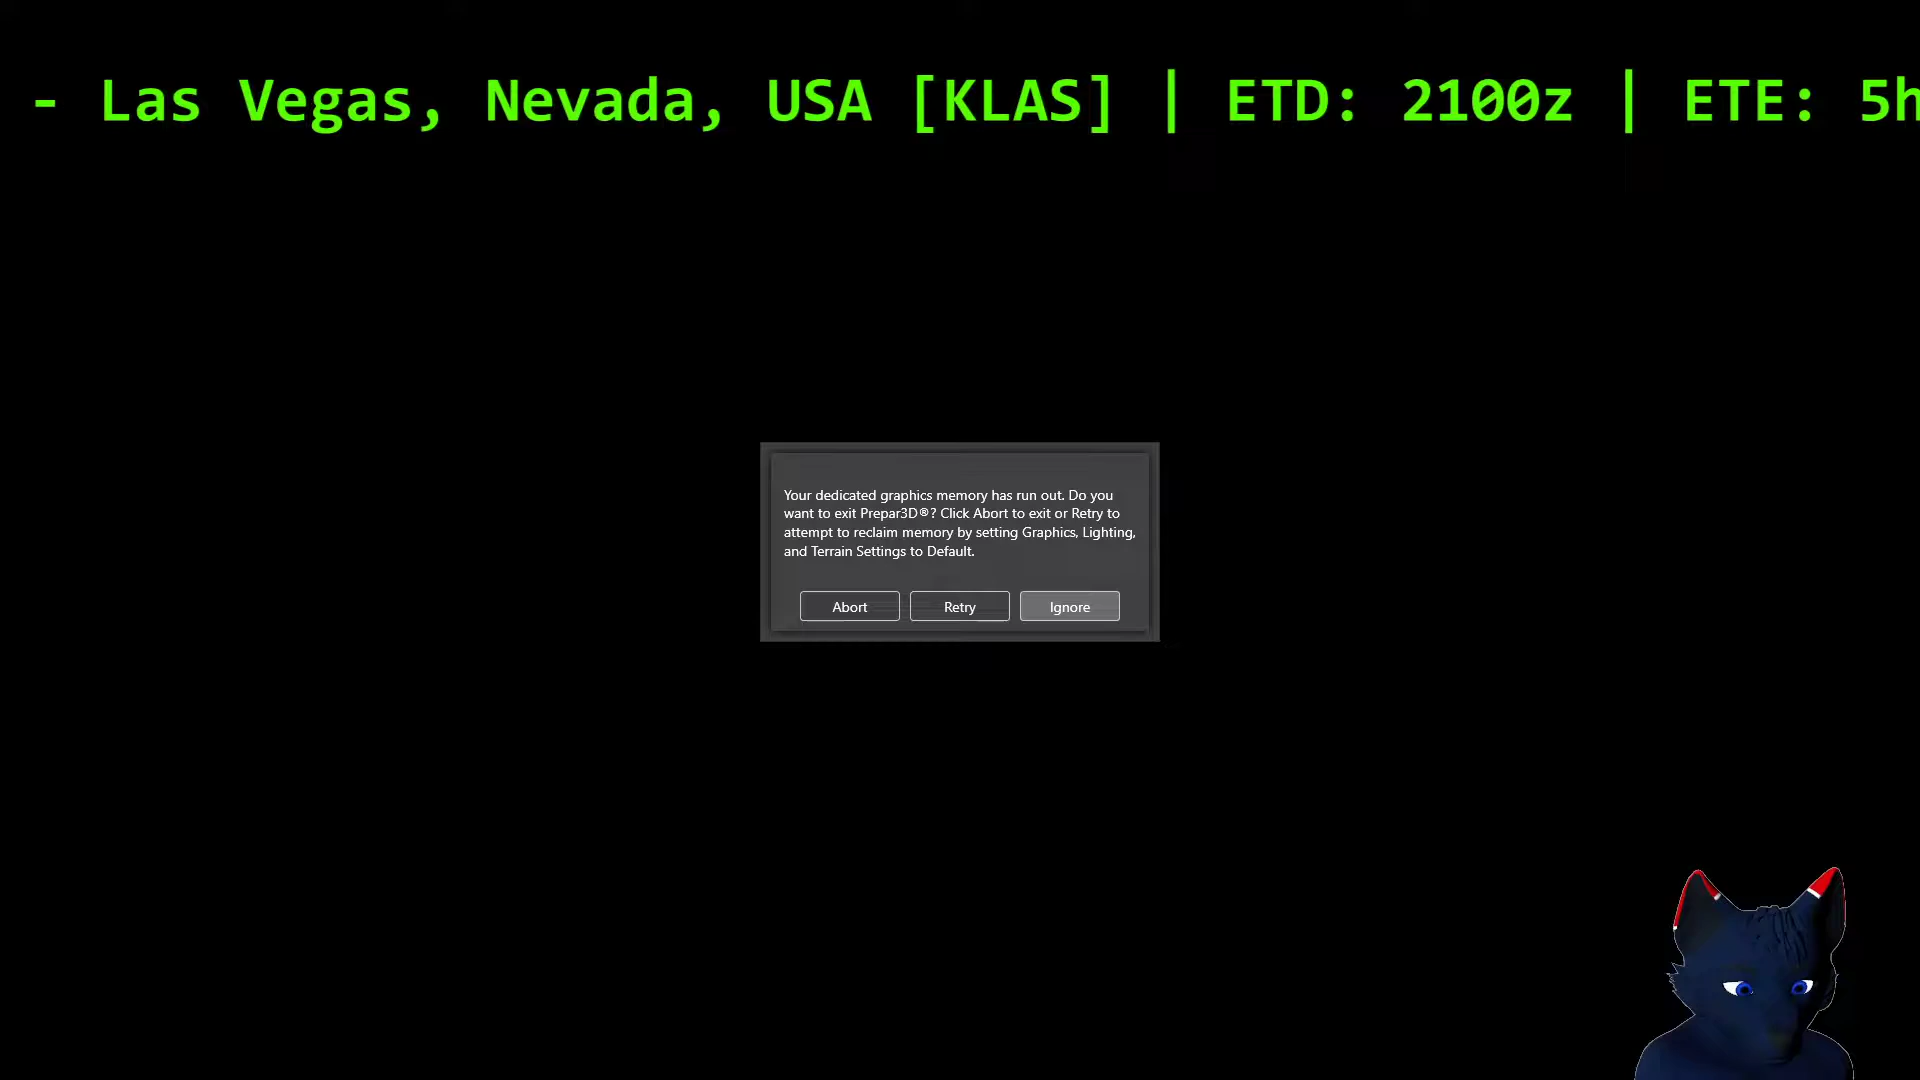 - Las Vegas, Nevada, USA [KLAS] | ETD: 2100z | ETE: 5h
Your dedicated graphics memory has run out. Do you
want to exit Prepar3D®? Click Abort to exit or Retry to
attempt to reclaim memory by setting Graphics, Lighting,
and Terrain Settings to Default.
Abort Retry Ignore